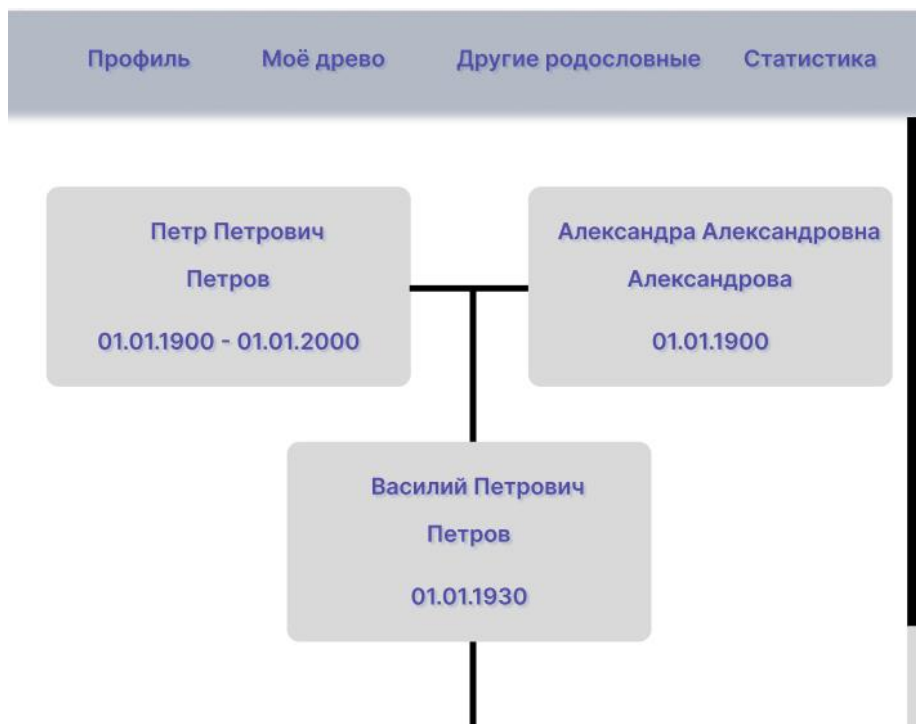 Профиль Моё древо Другие родословные Статистика
Петр Петрович
Петров
01.01.1900 - 01.01.2000
Александра Александровна
Александрова
01.01.1900
Василий Петрович
Петров
01.01.1930